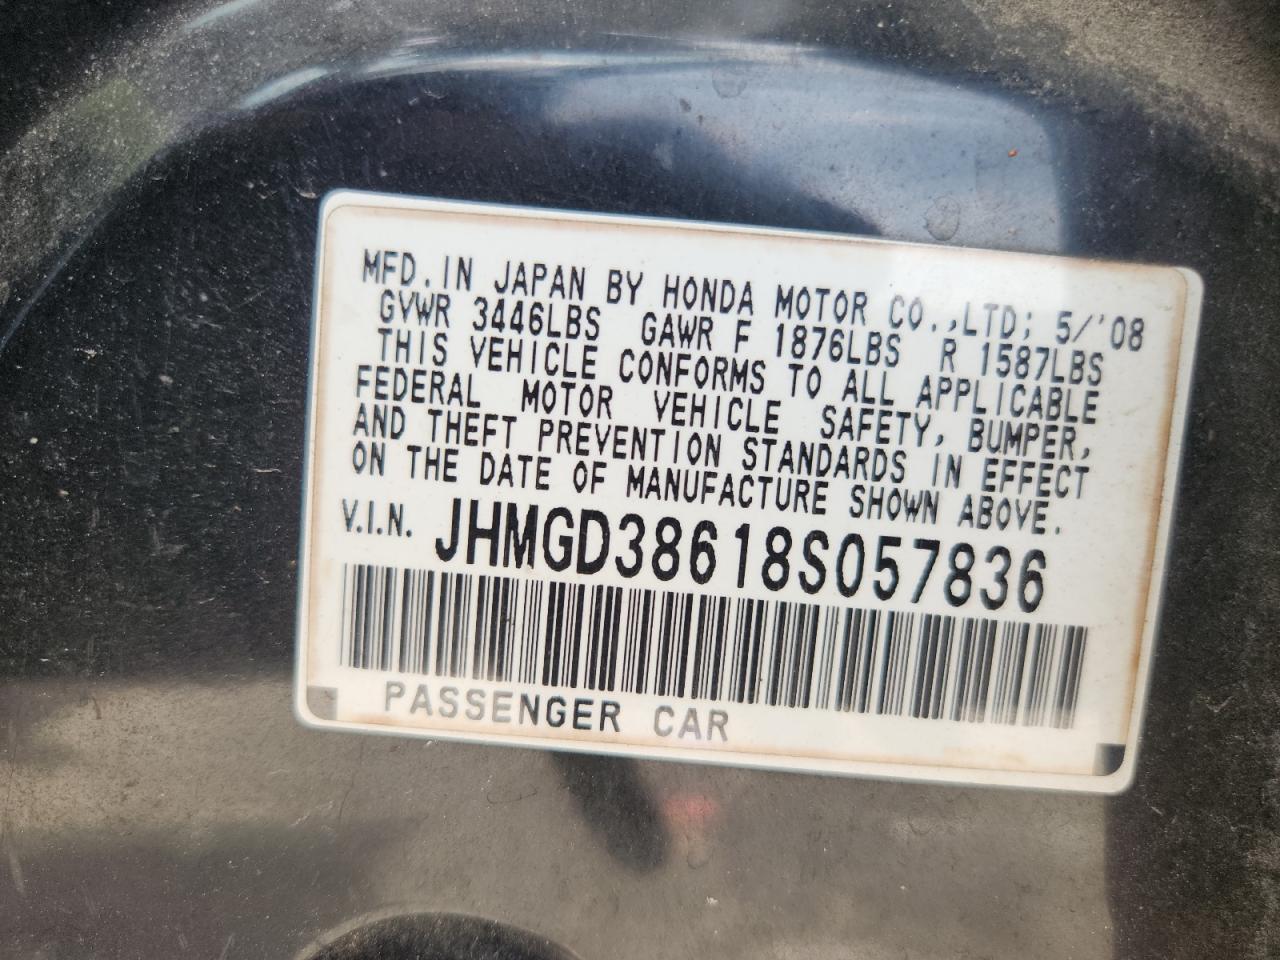 MFD. IN JAPAN BY HONDA MOTOR CO.,LTD; 5/'08
GVWR 3446LBS GAWR F 1876LBS R 1587LBS
THIS VEHICLE CONFORMS TO ALL APPLICABLE
FEDERAL MOTOR VEHICLE SAFETY, BUMPER,
AND THEFT PREVENTION STANDARDS IN EFFECT
ON THE DATE OF MANUFACTURE SHOWN ABOVE.
V.I.N. JHMGD38618S057836
PASSENGER CAR